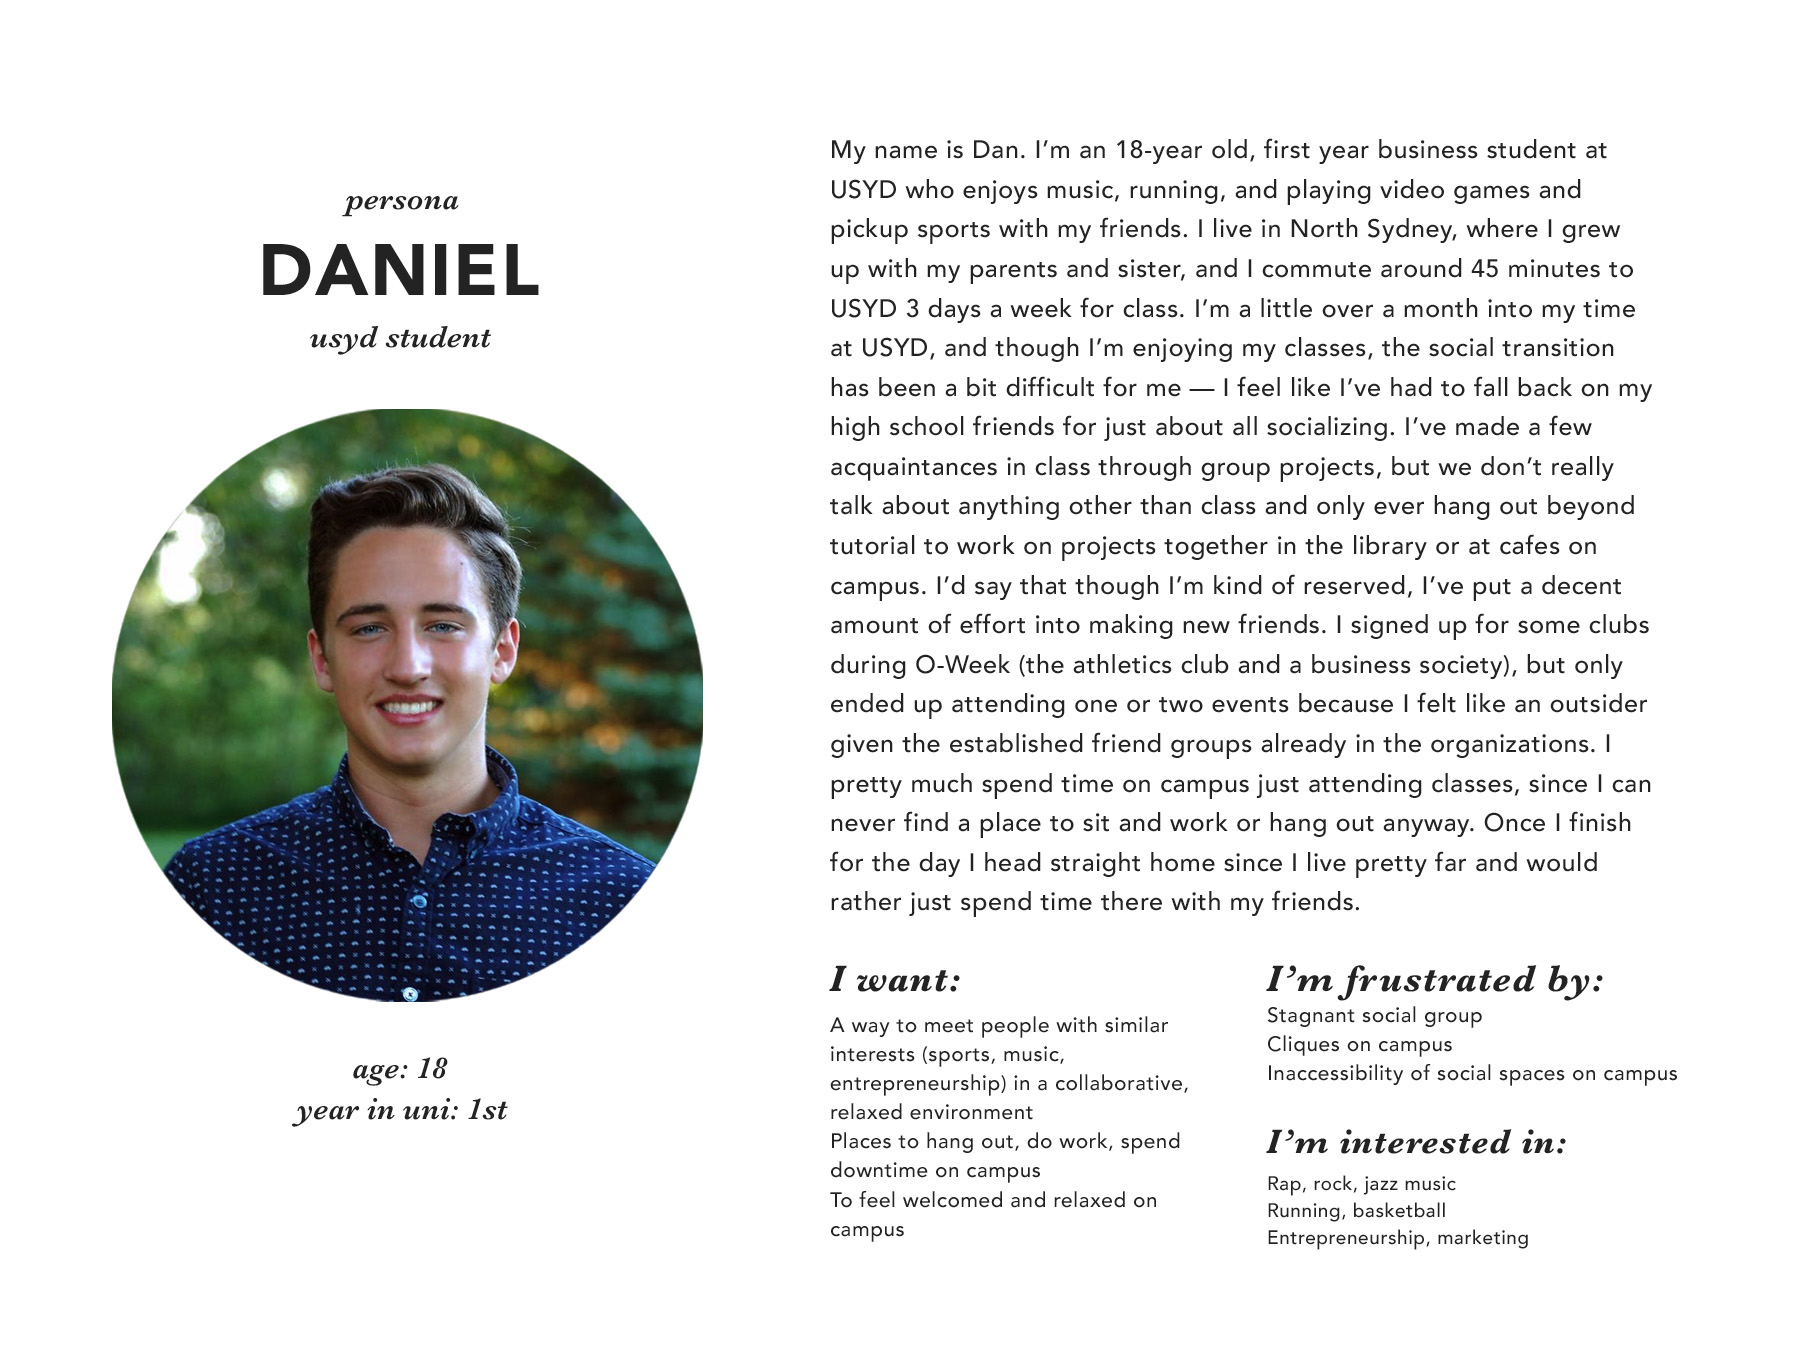 persona
DANIEL
usyd student
age: 18
year in uni: 1st
My name is Dan. I’m an 18-year old, first year business student at
USYD who enjoys music, running, and playing video games and
pickup sports with my friends. I live in North Sydney, where I grew
up with my parents and sister, and I commute around 45 minutes to
USYD 3 days a week for class. I’m a little over a month into my time
at USYD, and though I’m enjoying my classes, the social transition
has been a bit difficult for me — I feel like I’ve had to fall back on my
high school friends for just about all socializing. I’ve made a few
acquaintances in class through group projects, but we don’t really
talk about anything other than class and only ever hang out beyond
tutorial to work on projects together in the library or at cafes on
campus. I’d say that though I’m kind of reserved, I’ve put a decent
amount of effort into making new friends. I signed up for some clubs
during O-Week (the athletics club and a business society), but only
ended up attending one or two events because I felt like an outsider
given the established friend groups already in the organizations. I
pretty much spend time on campus just attending classes, since I can
never find a place to sit and work or hang out anyway. Once I finish
for the day I head straight home since I live pretty far and would
rather just spend time there with my friends.
I want:
A way to meet people with similar
interests (sports, music,
entrepreneurship) in a collaborative,
relaxed environment
Places to hang out, do work, spend
downtime on campus
To feel welcomed and relaxed on
campus
I’m frustrated by:
Stagnant social group
Cliques on campus
Inaccessibility of social spaces on campus
I’m interested in:
Rap, rock, jazz music
Running, basketball
Entrepreneurship, marketing